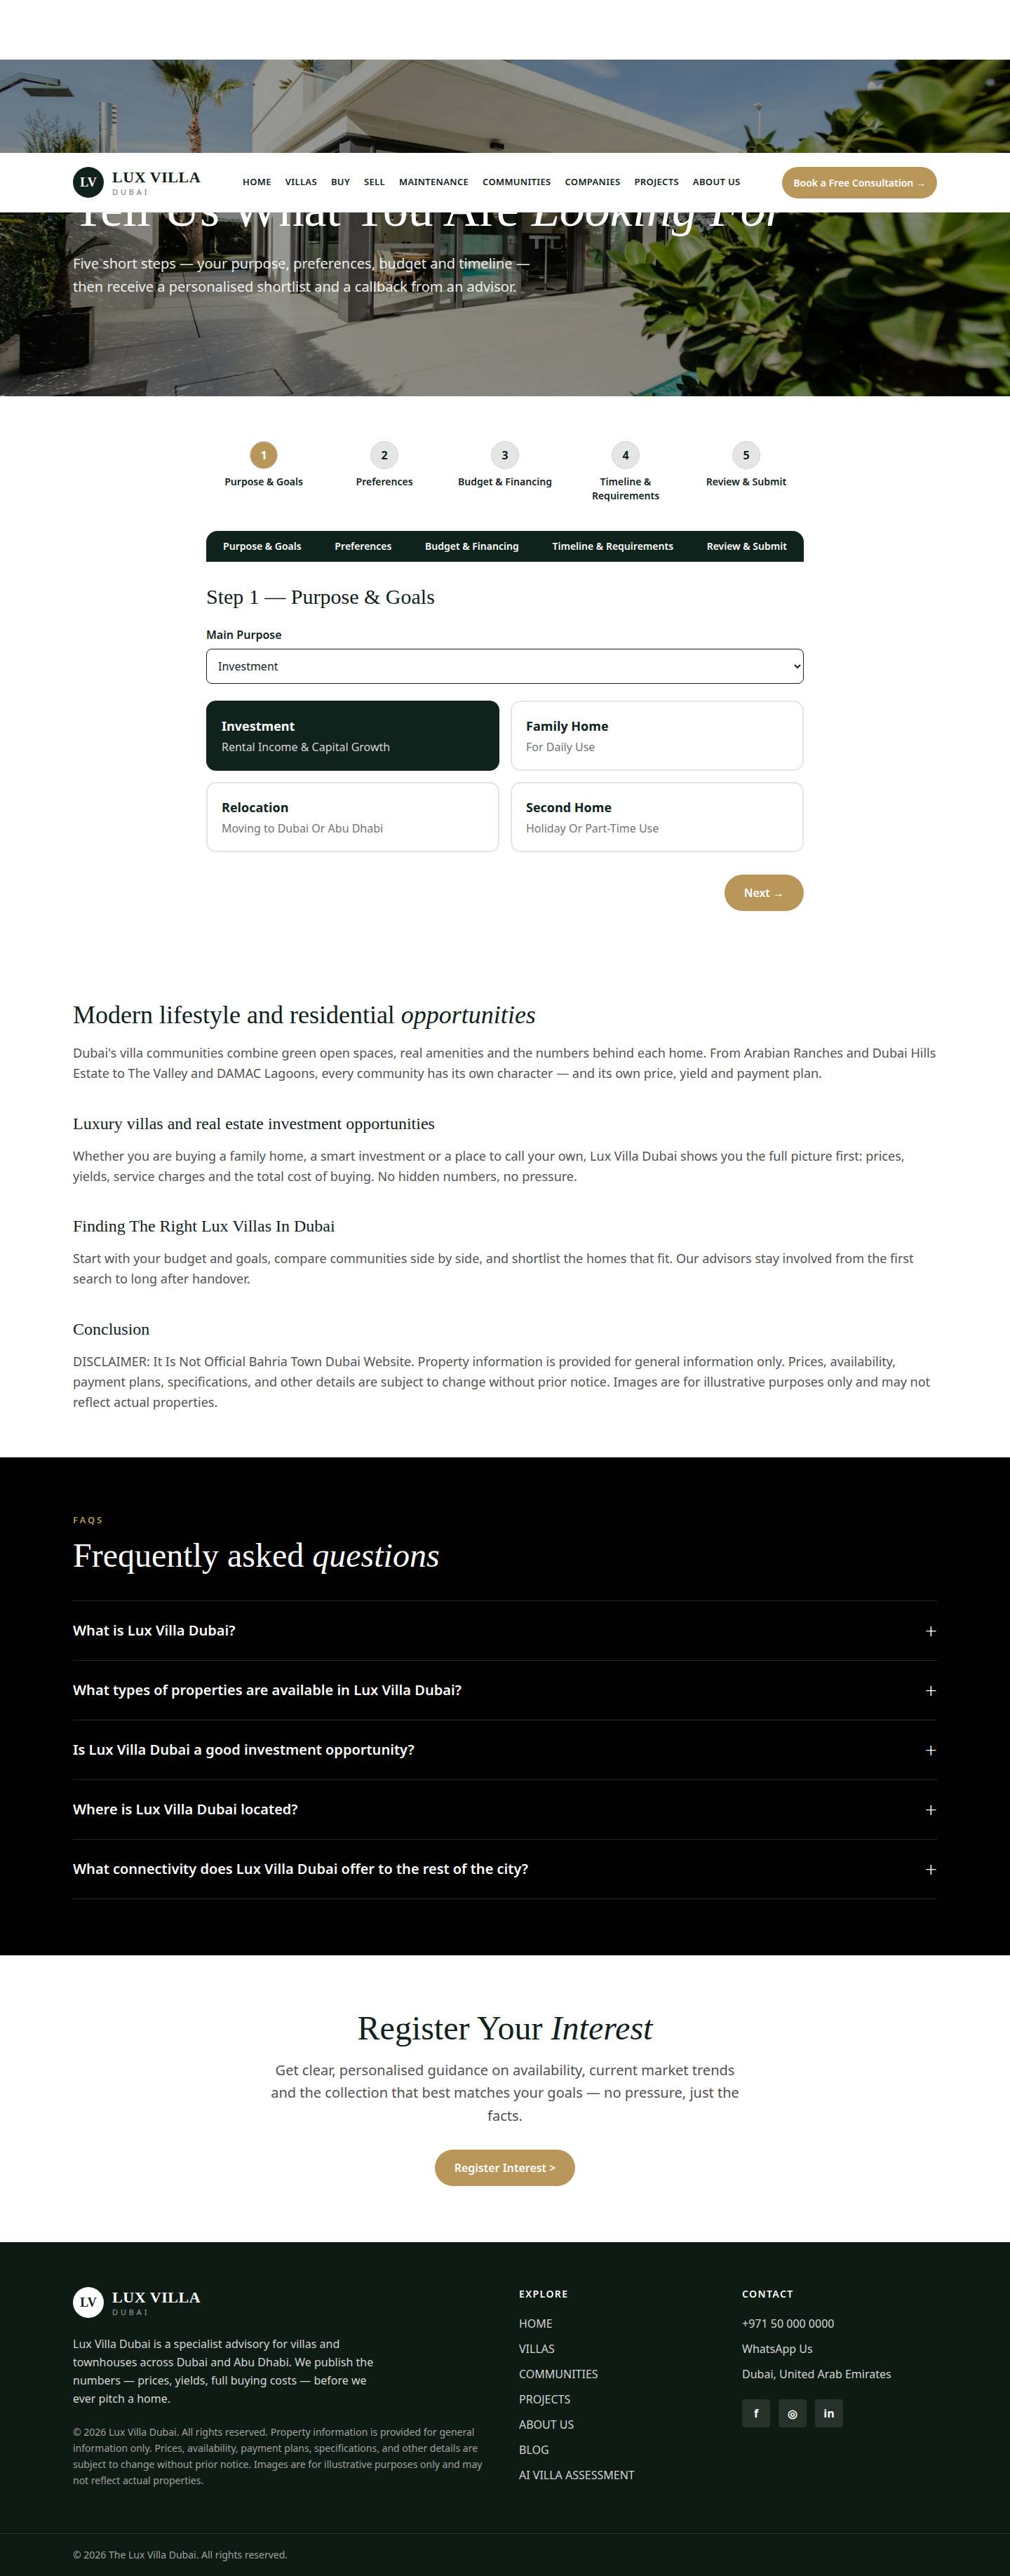 LV
LUX VILLA
DUBAI
HOME VILLAS BUY SELL MAINTENANCE COMMUNITIES COMPANIES PROJECTS ABOUT US
Book a Free Consultation →
Tell Us What You Are Looking For
Five short steps — your purpose, preferences, budget and timeline —
then receive a personalised shortlist and a callback from an advisor.
1 2 3 4 5
Purpose & Goals Preferences Budget & Financing Timeline & Review & Submit
Requirements
Purpose & Goals Preferences Budget & Financing Timeline & Requirements Review & Submit
Step 1 — Purpose & Goals
Main Purpose
Investment
Investment
Rental Income & Capital Growth
Family Home
For Daily Use
Relocation
Moving to Dubai Or Abu Dhabi
Second Home
Holiday Or Part-Time Use
Next →
Modern lifestyle and residential opportunities
Dubai's villa communities combine green open spaces, real amenities and the numbers behind each home. From Arabian Ranches and Dubai Hills
Estate to The Valley and DAMAC Lagoons, every community has its own character — and its own price, yield and payment plan.
Luxury villas and real estate investment opportunities
Whether you are buying a family home, a smart investment or a place to call your own, Lux Villa Dubai shows you the full picture first: prices,
yields, service charges and the total cost of buying. No hidden numbers, no pressure.
Finding The Right Lux Villas In Dubai
Start with your budget and goals, compare communities side by side, and shortlist the homes that fit. Our advisors stay involved from the first
search to long after handover.
Conclusion
DISCLAIMER: It Is Not Official Bahria Town Dubai Website. Property information is provided for general information only. Prices, availability,
payment plans, specifications, and other details are subject to change without prior notice. Images are for illustrative purposes only and may not
reflect actual properties.
FAQS
Frequently asked questions
What is Lux Villa Dubai? +
What types of properties are available in Lux Villa Dubai? +
Is Lux Villa Dubai a good investment opportunity? +
Where is Lux Villa Dubai located? +
What connectivity does Lux Villa Dubai offer to the rest of the city? +
Register Your Interest
Get clear, personalised guidance on availability, current market trends
and the collection that best matches your goals — no pressure, just the
facts.
Register Interest >
LV
LUX VILLA
DUBAI
Lux Villa Dubai is a specialist advisory for villas and
townhouses across Dubai and Abu Dhabi. We publish the
numbers — prices, yields, full buying costs — before we
ever pitch a home.
© 2026 Lux Villa Dubai. All rights reserved. Property information is provided for general
information only. Prices, availability, payment plans, specifications, and other details are
subject to change without prior notice. Images are for illustrative purposes only and may
not reflect actual properties.
EXPLORE
HOME
VILLAS
COMMUNITIES
PROJECTS
ABOUT US
BLOG
AI VILLA ASSESSMENT
CONTACT
+971 50 000 0000
WhatsApp Us
Dubai, United Arab Emirates
f ◎ in
© 2026 The Lux Villa Dubai. All rights reserved.